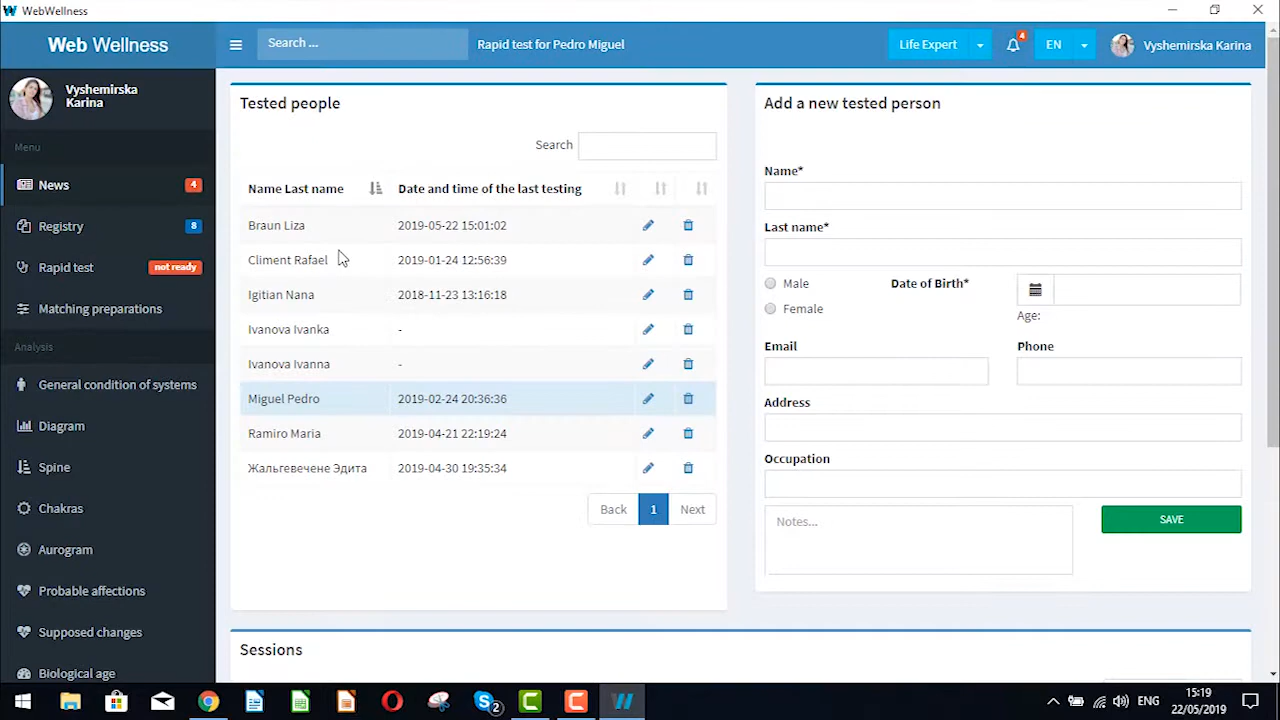 WebWellness
Web Wellness
Search ...
Rapid test for Pedro Miguel
Life Expert
4
EN
Vyshemirska Karina
Vyshemirska
Karina
Menu
News 4
Registry 8
Rapid test not ready
Matching preparations
Analysis
General condition of systems
Diagram
Spine
Chakras
Aurogram
Probable affections
Supposed changes
Biological age
Tested people
Search
Name Last name Date and time of the last testing
Braun Liza 2019-05-22 15:01:02
Climent Rafael 2019-01-24 12:56:39
Igitian Nana 2018-11-23 13:16:18
Ivanova Ivanka -
Ivanova Ivanna -
Miguel Pedro 2019-02-24 20:36:36
Ramiro Maria 2019-04-21 22:19:24
Жальгевечене Эдита 2019-04-30 19:35:34
Back 1 Next
Add a new tested person
Name*
Last name*
Male
Female
Date of Birth*
Age:
Email
Phone
Address
Occupation
Notes...
SAVE
Sessions
2
ENG
15:19
22/05/2019